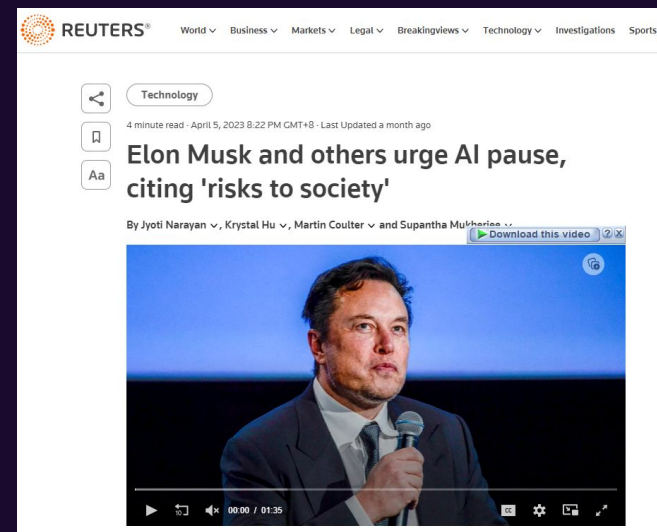 REUTERS®
World Business Markets Legal Breakingviews Technology Investigations Sports
Technology
4 minute read · April 5, 2023 8:22 PM GMT+8 · Last Updated a month ago
Aa
Elon Musk and others urge AI pause,
citing 'risks to society'
By Jyoti Narayan, Krystal Hu, Martin Coulter and Supantha Mukherjee
Download this video ? X
10 00:00 / 01:35 CC